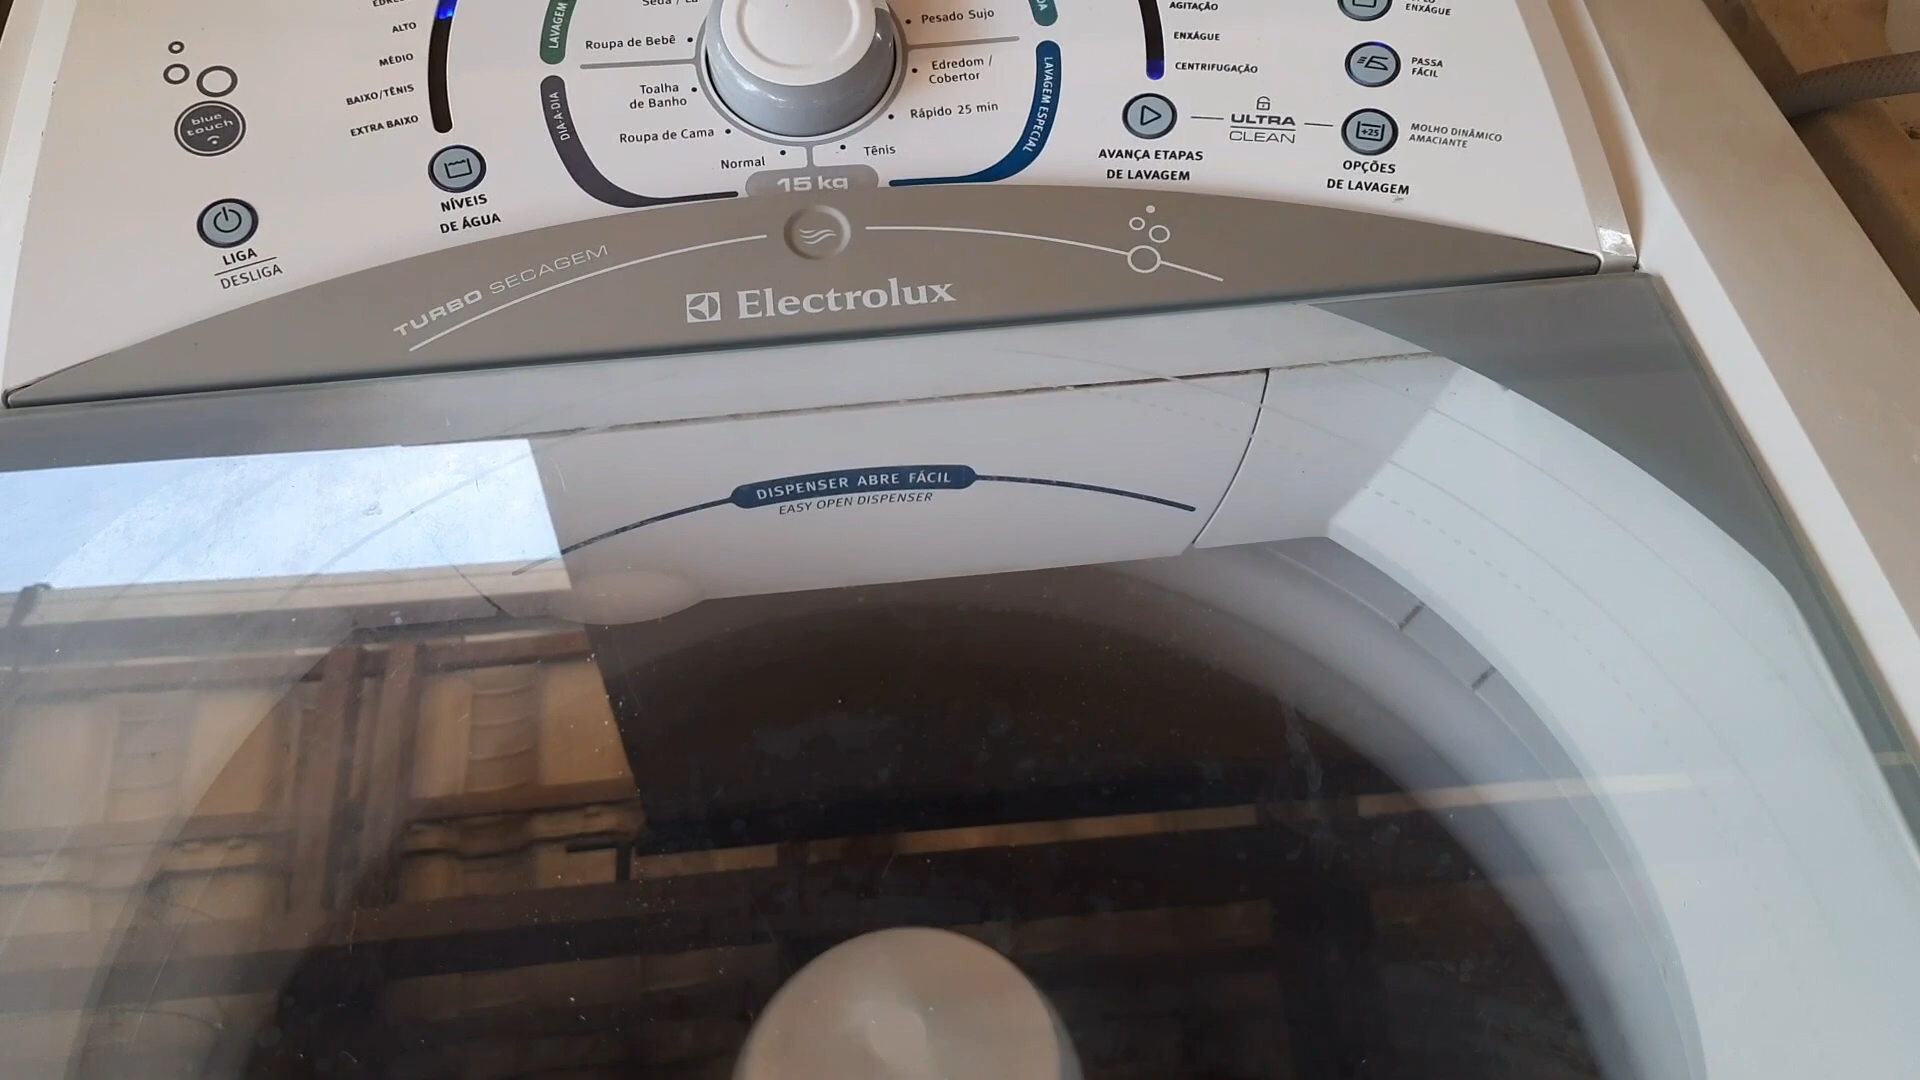 ALTO
MÉDIO
BAIXO/TÊNIS
EXTRA BAIXO
blue
touch
NÍVEIS
DE ÁGUA
LIGA
DESLIGA
LAVAGEM
Roupa de Bebê
Toalha
de Banho
Roupa de Cama
Normal
DIA-A-DIA
Pesado Sujo
Edredom /
Cobertor
Rápido 25 min
Tênis
LAVAGEM ESPECIAL
15 kg
AGITAÇÃO
ENXÁGUE
CENTRIFUGAÇÃO
AVANÇA ETAPAS
DE LAVAGEM
ULTRA
CLEAN
ENXÁGUE
PASSA
FÁCIL
+25
MOLHO DINÂMICO
AMACIANTE
OPÇÕES
DE LAVAGEM
TURBO SECAGEM
Electrolux
DISPENSER ABRE FÁCIL
EASY OPEN DISPENSER